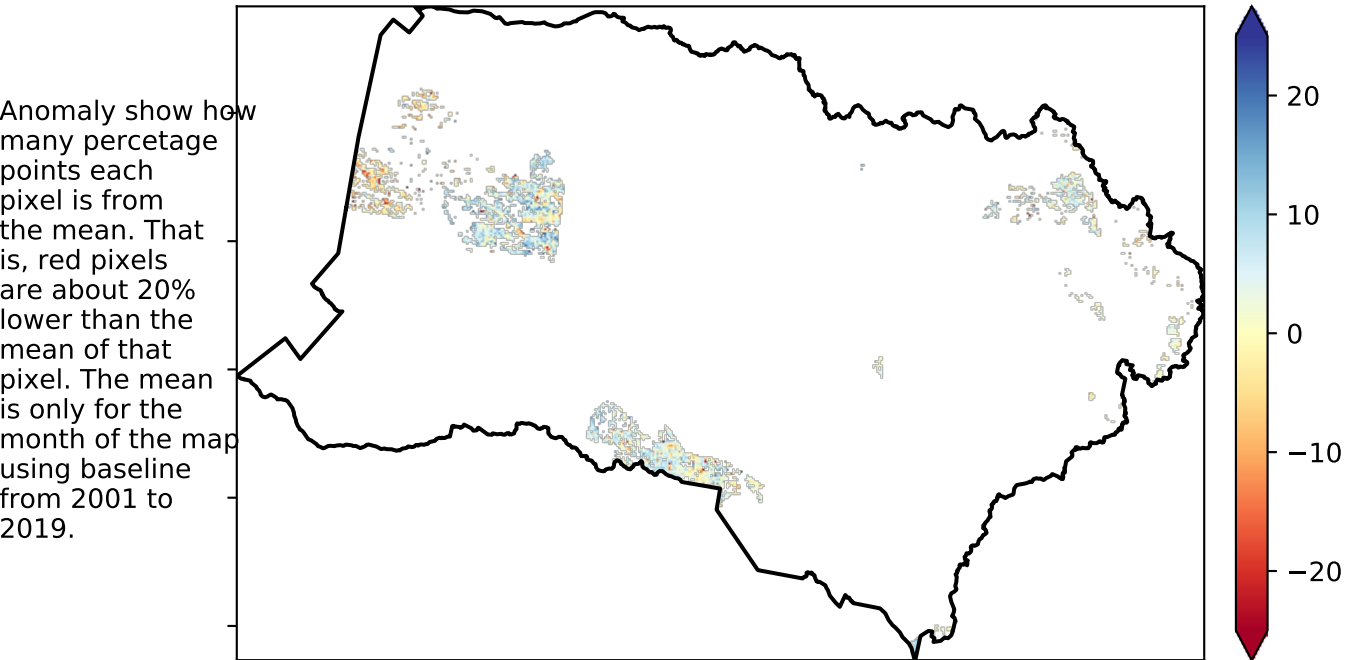 Anomaly show how
many percetage
points each
pixel is from
the mean. That
is, red pixels
are about 20%
lower than the
mean of that
pixel. The mean
is only for the
month of the map
using baseline
from 2001 to
2019.
20
10
0
−10
−20